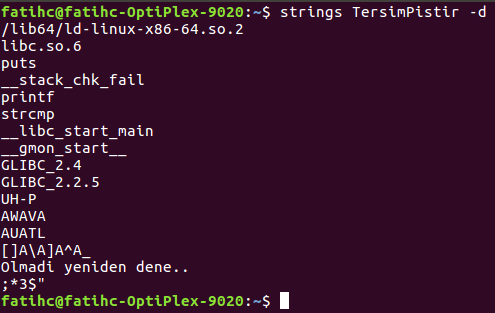 fatihc@fatihc-OptiPlex-9020:~$ strings TersimPistir -d
/lib64/ld-linux-x86-64.so.2
libc.so.6
puts
__stack_chk_fail
printf
strcmp
__libc_start_main
__gmon_start__
GLIBC_2.4
GLIBC_2.2.5
UH-P
AWAVA
AUATL
[]A\A]A^A_
Olmadi yeniden dene..
;*3$"
fatihc@fatihc-OptiPlex-9020:~$